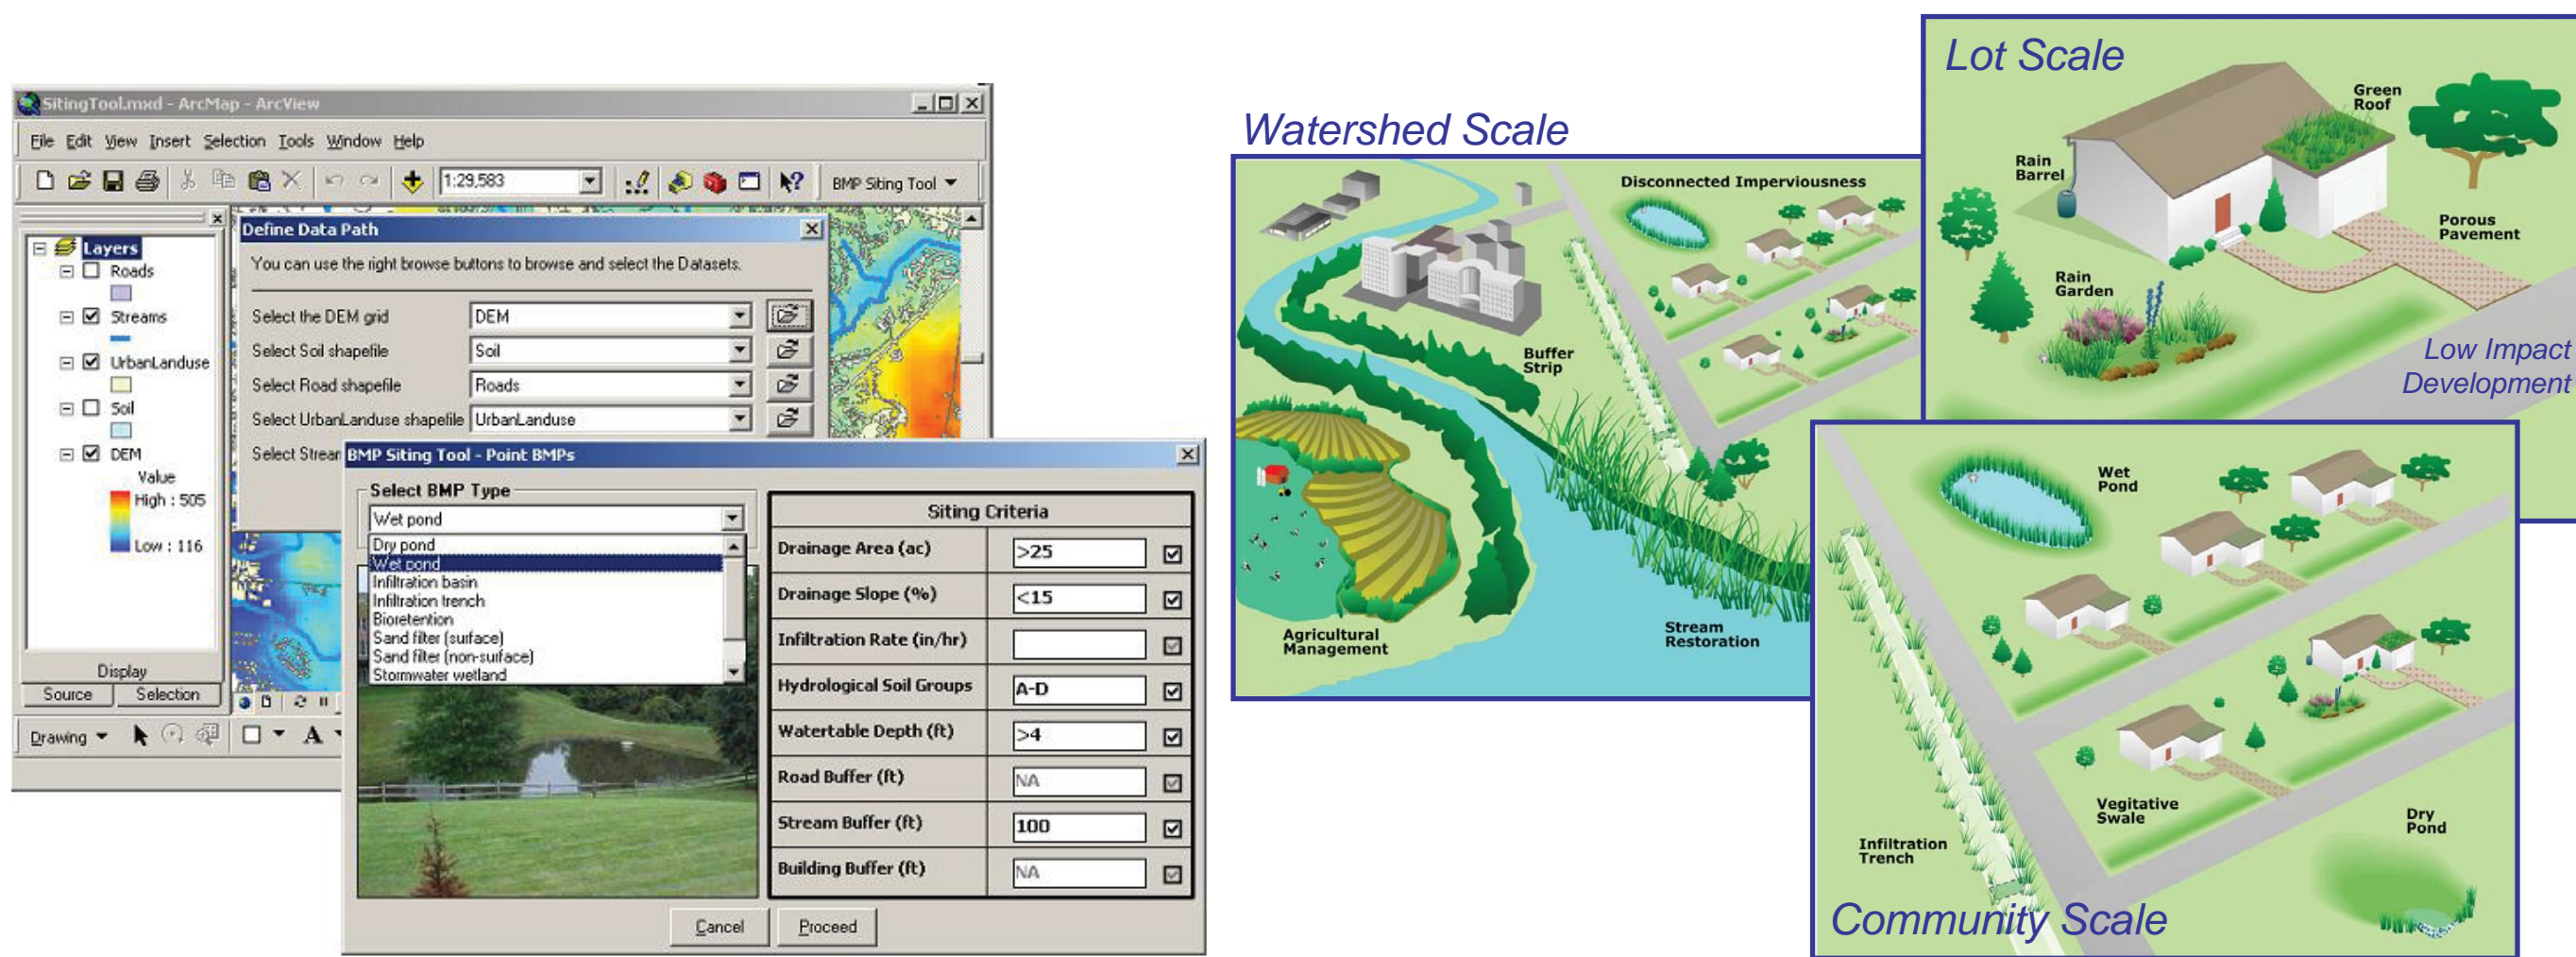 SitingTool.mxd - ArcMap - ArcView
File Edit View Insert Selection Tools Window Help
1:29,583
BMP Siting Tool
Layers
Roads
Streams
UrbanLanduse
Soil
DEM
Value
High : 505
Low : 116
Display
Source Selection
Drawing
A
Define Data Path
You can use the right browse buttons to browse and select the Datasets.
Select the DEM grid DEM
Select Soil shapefile Soil
Select Road shapefile Roads
Select UrbanLanduse shapefile UrbanLanduse
Select Stream
BMP Siting Tool - Point BMPs
Select BMP Type
Wet pond
Dry pond
Wet pond
Infiltration basin
Infiltration trench
Bioretention
Sand filter (surface)
Sand filter (non-surface)
Stormwater wetland
Siting Criteria
Drainage Area (ac) >25
Drainage Slope (%) <15
Infiltration Rate (in/hr)
Hydrological Soil Groups A-D
Watertable Depth (ft) >4
Road Buffer (ft) NA
Stream Buffer (ft) 100
Building Buffer (ft) NA
Cancel Proceed
Watershed Scale
Disconnected Imperviousness
Buffer
Strip
Agricultural
Management
Stream
Restoration
Lot Scale
Green
Roof
Rain
Barrel
Porous
Pavement
Rain
Garden
Low Impact
Development
Wet
Pond
Vegitative
Swale
Dry
Pond
Infiltration
Trench
Community Scale